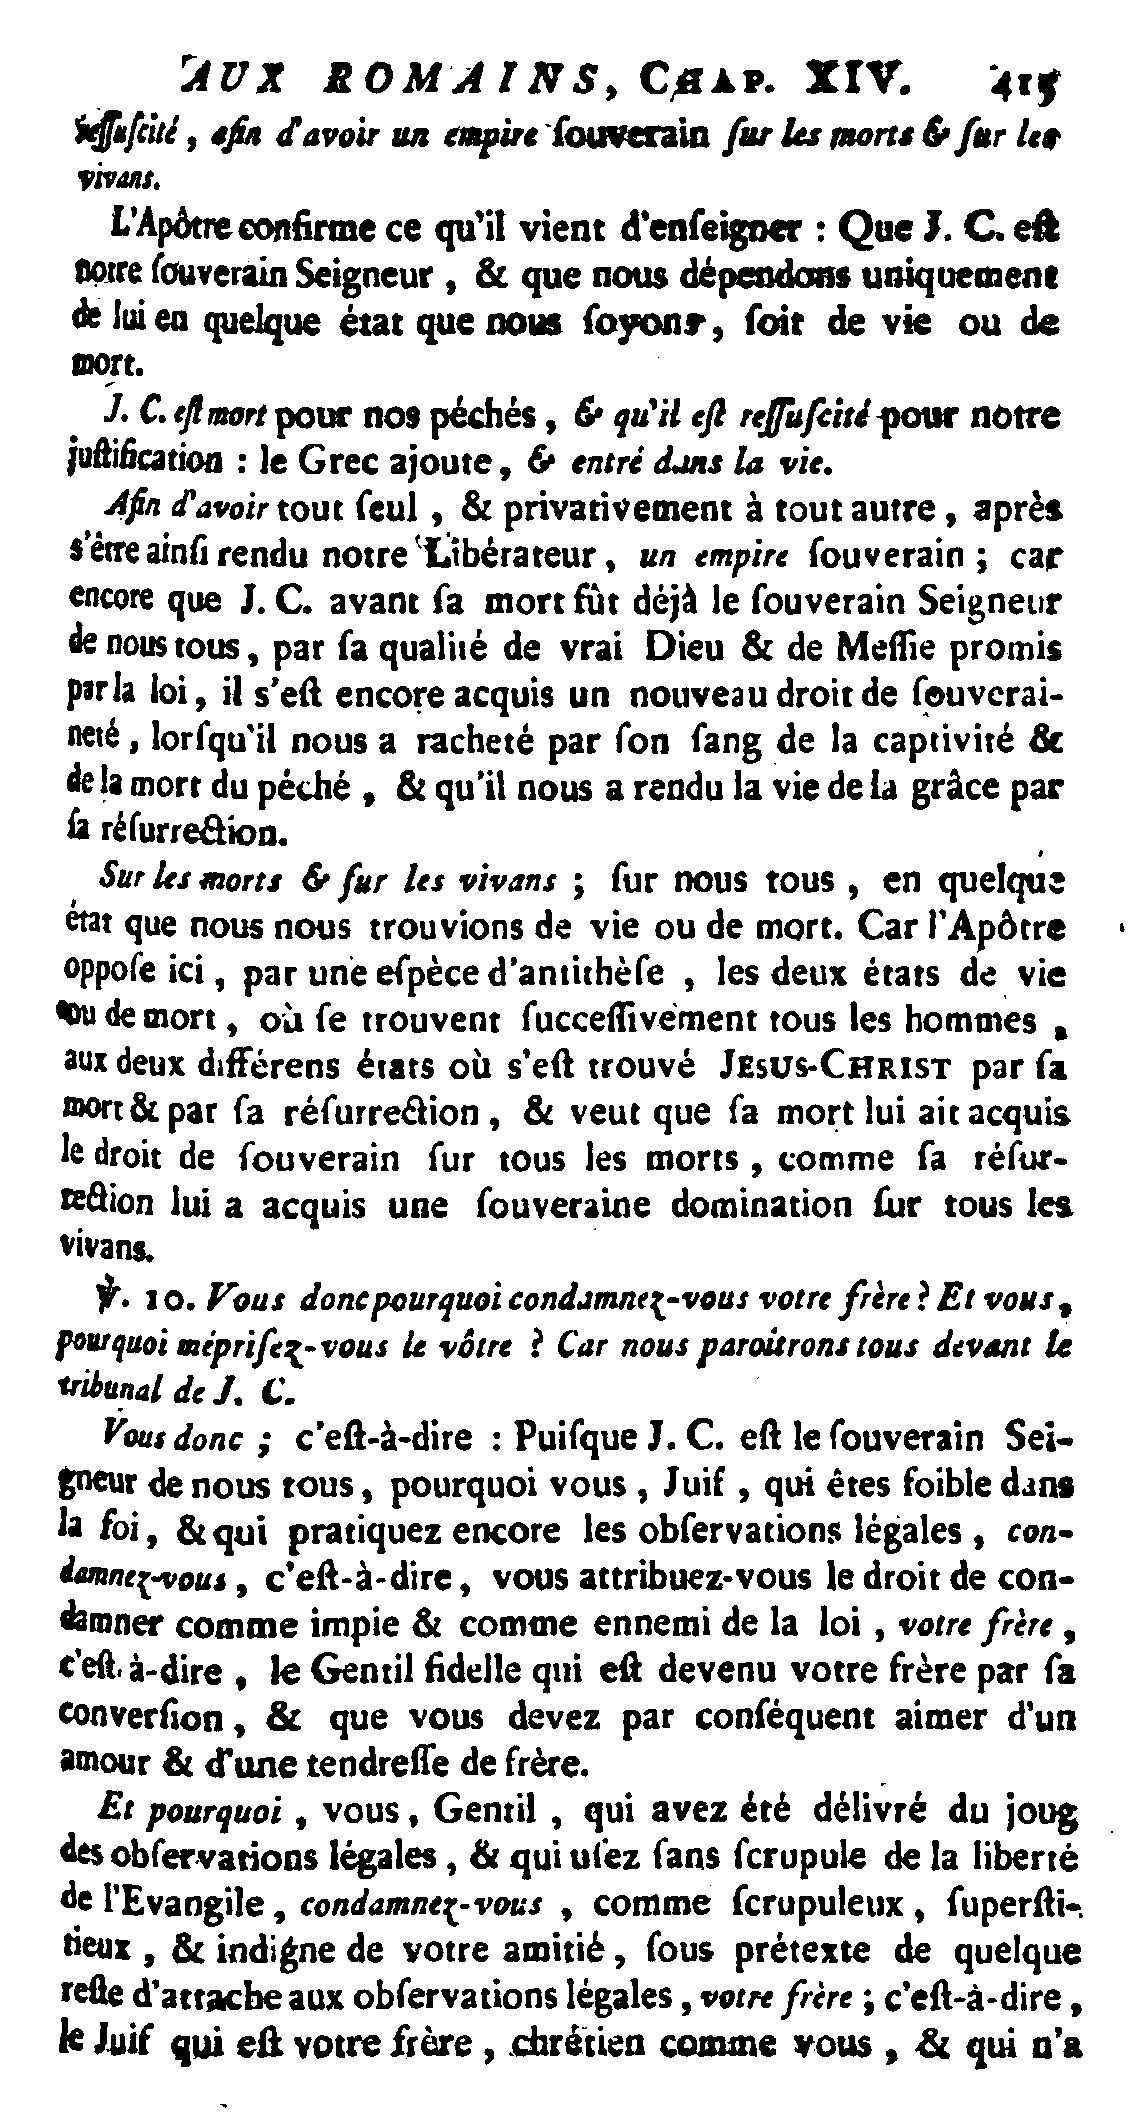 AUX ROMAINS, CHAP. XIV. 415
reſſuſcité, afin d'avoir un empire ſouverain ſur les morts & ſur les
vivans.
L'Apôtre confirme ce qu'il vient d'enſeigner : Que J. C. eſt
notre ſouverain Seigneur, & que nous dépendons uniquement
de lui en quelque état que nous ſoyons, ſoit de vie ou de
mort.
J. C. eſt mort pour nos péchés, & qu'il eſt reſſuſcité pour notre
juſtification : le Grec ajoute, & entré dans la vie.
Afin d'avoir tout ſeul, & privativement à tout autre, après
s'être ainſi rendu notre Libérateur, un empire ſouverain ; car
encore que J. C. avant ſa mort fût déjà le ſouverain Seigneur
de nous tous, par ſa qualité de vrai Dieu & de Meſſie promis
par la loi, il s'eſt encore acquis un nouveau droit de ſouverai-
neté, lorſqu'il nous a racheté par ſon ſang de la captivité &
de la mort du péché, & qu'il nous a rendu la vie de la grâce par
ſa réſurrection.
Sur les morts & ſur les vivans ; ſur nous tous, en quelque
état que nous nous trouvions de vie ou de mort. Car l'Apôtre
oppoſe ici, par une eſpèce d'antithèſe, les deux états de vie
ou de mort, où ſe trouvent ſucceſſivement tous les hommes,
aux deux différens états où s'eſt trouvé JESUS-CHRIST par ſa
mort & par ſa réſurrection, & veut que ſa mort lui ait acquis
le droit de ſouverain ſur tous les morts, comme ſa réſur-
rection lui a acquis une ſouveraine domination ſur tous les
vivans.
℣. 10. Vous donc pourquoi condamnez-vous votre frère ? Et vous,
pourquoi mépriſez-vous le vôtre ? Car nous paroîtrons tous devant le
tribunal de J. C.
Vous donc ; c'eſt-à-dire : Puiſque J. C. eſt le ſouverain Sei-
gneur de nous tous, pourquoi vous, Juif, qui êtes foible dans
la foi, & qui pratiquez encore les obſervations légales, con-
damnez-vous, c'eſt-à-dire, vous attribuez-vous le droit de con-
damner comme impie & comme ennemi de la loi, votre frère,
c'eſt-à-dire, le Gentil fidelle qui eſt devenu votre frère par ſa
converſion, & que vous devez par conſéquent aimer d'un
amour & d'une tendreſſe de frère.
Et pourquoi, vous, Gentil, qui avez été délivré du joug
des obſervations légales, & qui uſez ſans ſcrupule de la liberté
de l'Evangile, condamnez-vous, comme ſcrupuleux, ſuperſti-
tieux, & indigne de votre amitié, ſous prétexte de quelque
reſte d'attache aux obſervations légales, votre frère ; c'eſt-à-dire,
le Juif qui eſt votre frère, chrétien comme vous, & qui n'a